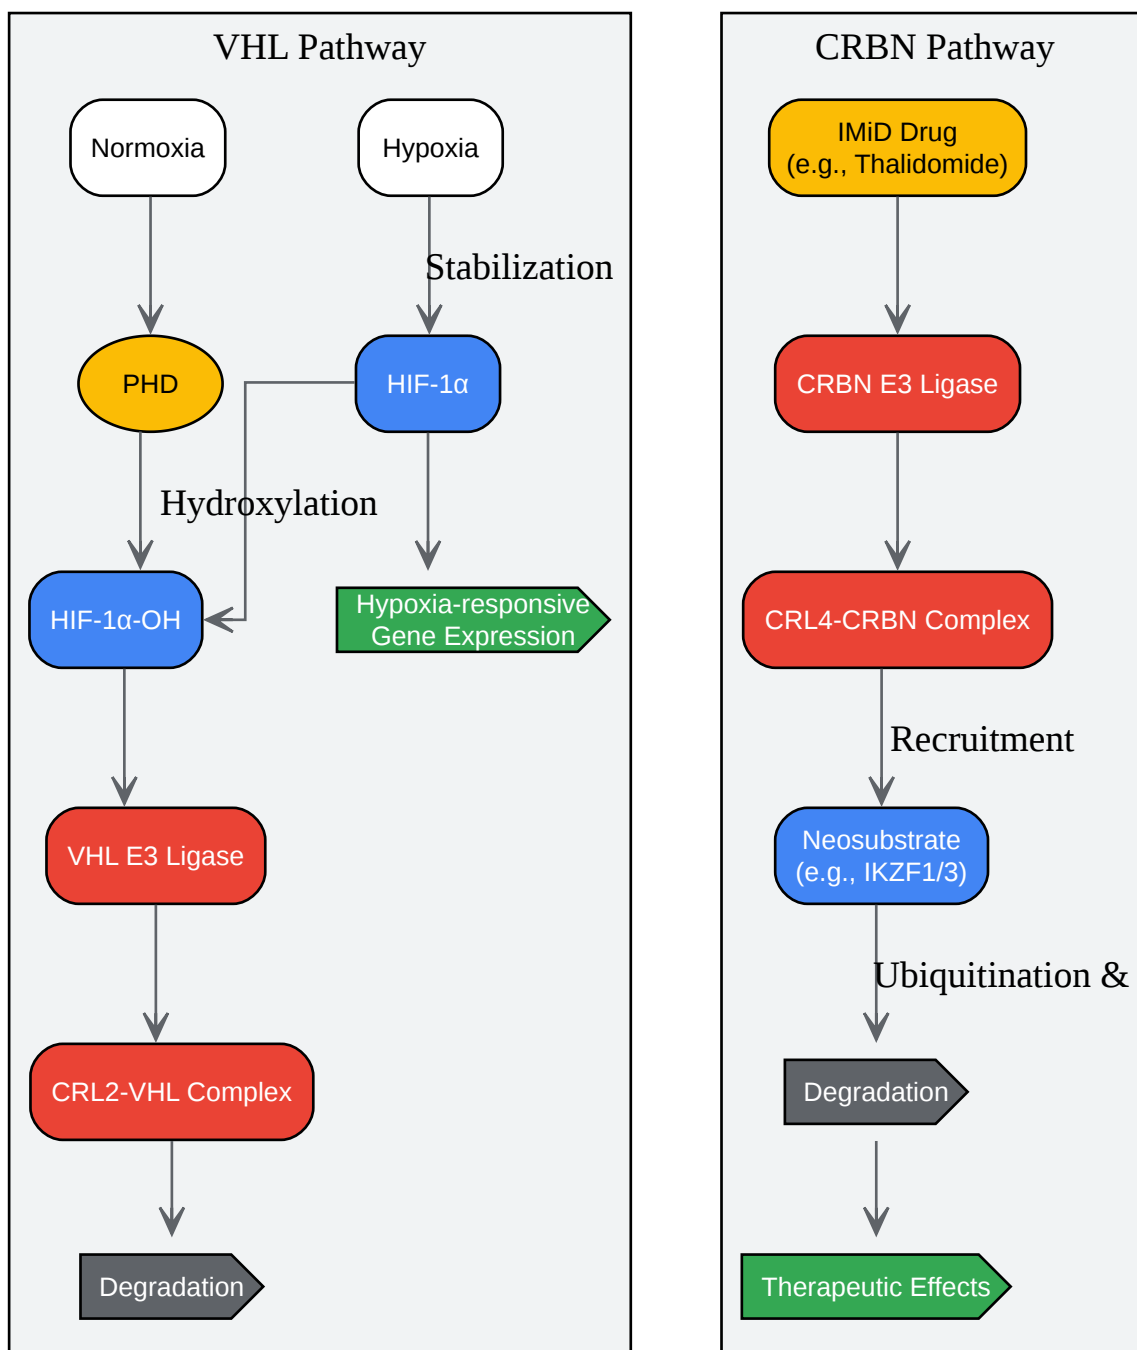 VHL Pathway
Normoxia
Hypoxia
Stabilization
PHD
HIF-1α
Hydroxylation
HIF-1α-OH
Hypoxia-responsive
Gene Expression
VHL E3 Ligase
CRL2-VHL Complex
Degradation
CRBN Pathway
IMiD Drug
(e.g., Thalidomide)
CRBN E3 Ligase
CRL4-CRBN Complex
Recruitment
Neosubstrate
(e.g., IKZF1/3)
Ubiquitination &
Degradation
Therapeutic Effects